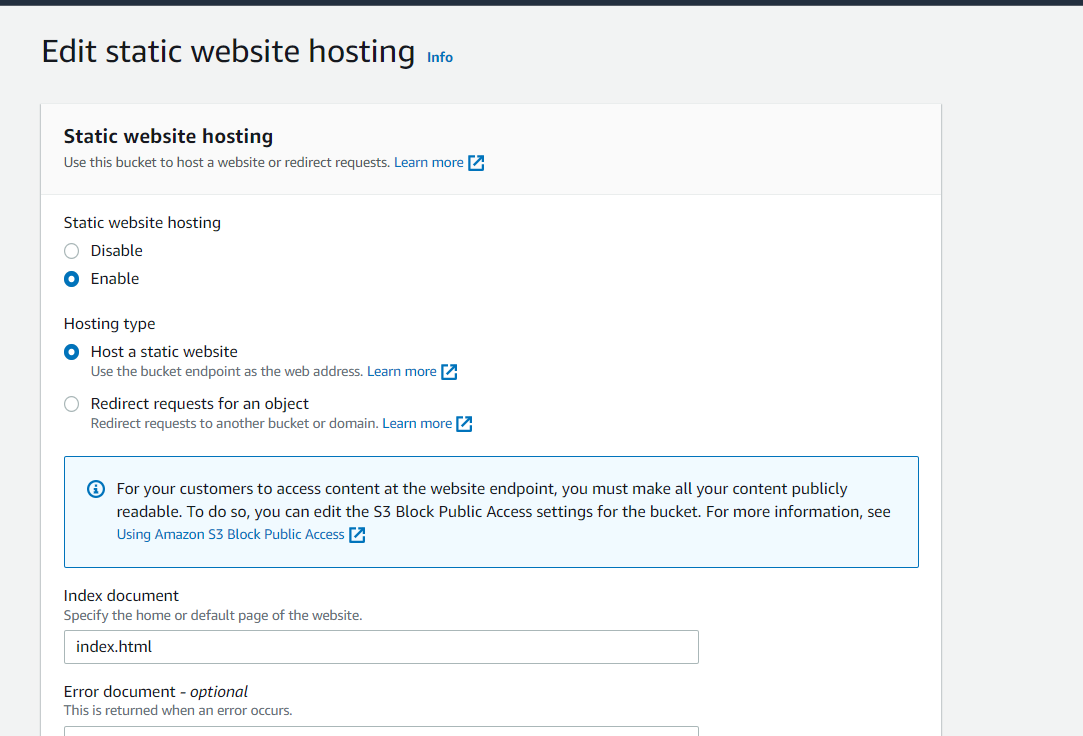 Edit static website hosting Info
Static website hosting
Use this bucket to host a website or redirect requests. Learn more
Static website hosting
Disable
Enable
Hosting type
Host a static website
Use the bucket endpoint as the web address. Learn more
Redirect requests for an object
Redirect requests to another bucket or domain. Learn more
For your customers to access content at the website endpoint, you must make all your content publicly
readable. To do so, you can edit the S3 Block Public Access settings for the bucket. For more information, see
Using Amazon S3 Block Public Access
Index document
Specify the home or default page of the website.
index.html
Error document - optional
This is returned when an error occurs.